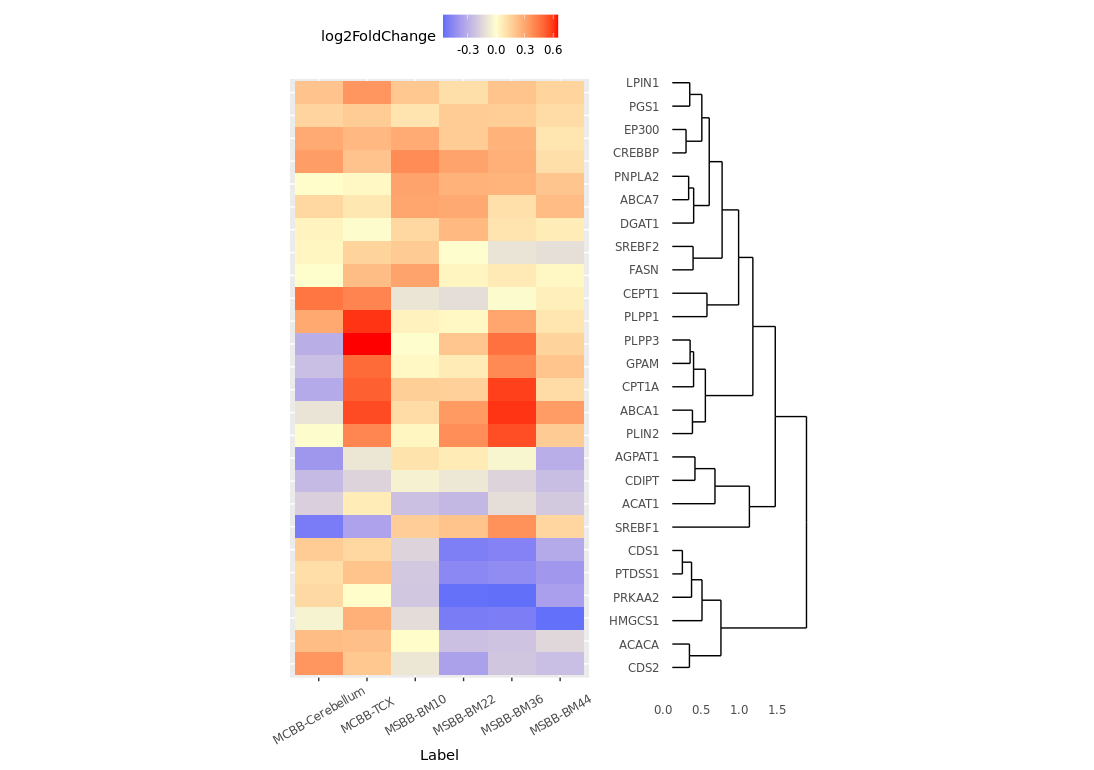 log2FoldChange
-0.3 0.0 0.3 0.6
LPIN1
PGS1
EP300
CREBBP
PNPLA2
ABCA7
DGAT1
SREBF2
FASN
CEPT1
PLPP1
PLPP3
GPAM
CPT1A
ABCA1
PLIN2
AGPAT1
CDIPT
ACAT1
SREBF1
CDS1
PTDSS1
PRKAA2
HMGCS1
ACACA
CDS2
MCBB-Cerebellum
MCBB-TCX
MSBB-BM10
MSBB-BM22
MSBB-BM36
MSBB-BM44
0.0 0.5 1.0 1.5
Label